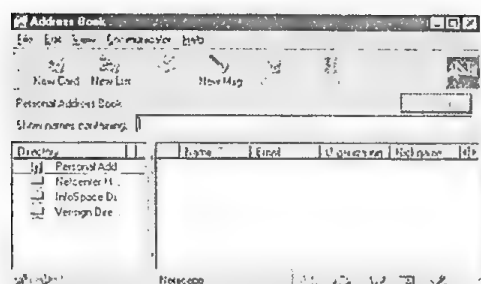 Address Book
File Edit View Communicator Help
New Card New List New Msg
Personal Address Book
Show names containing:
Directory Name Email Organization Nickname
Personal Add
Netcenter M...
InfoSpace Di...
Verisign Dire...
Netscape